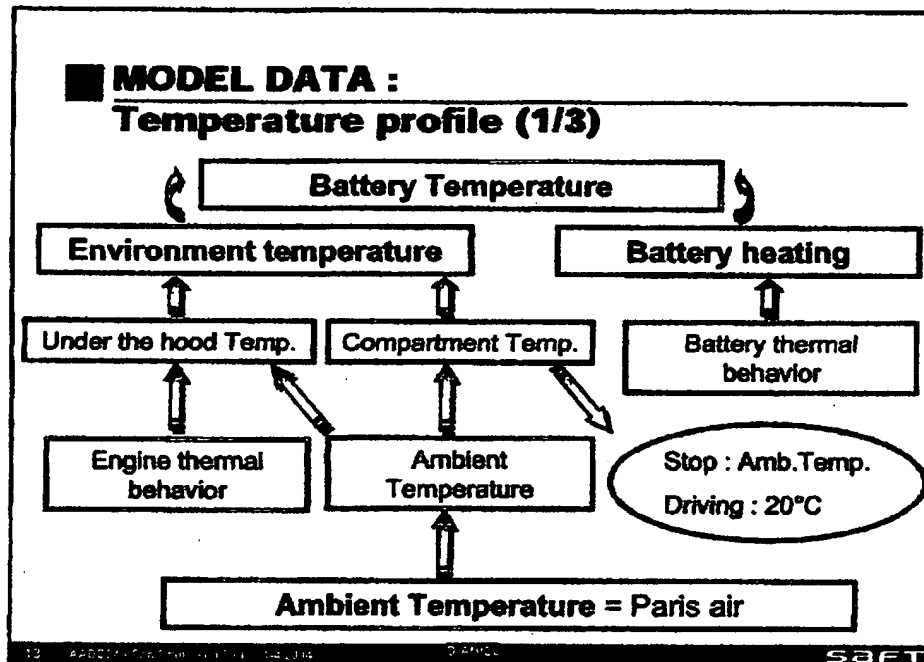 MODEL DATA :
Temperature profile (1/3)
Battery Temperature
Environment temperature
Battery heating
Under the hood Temp.
Compartment Temp.
Battery thermal
behavior
Engine thermal
behavior
Ambient
Temperature
Stop : Amb.Temp.
Driving : 20°C
Ambient Temperature = Paris air
13
SAFT